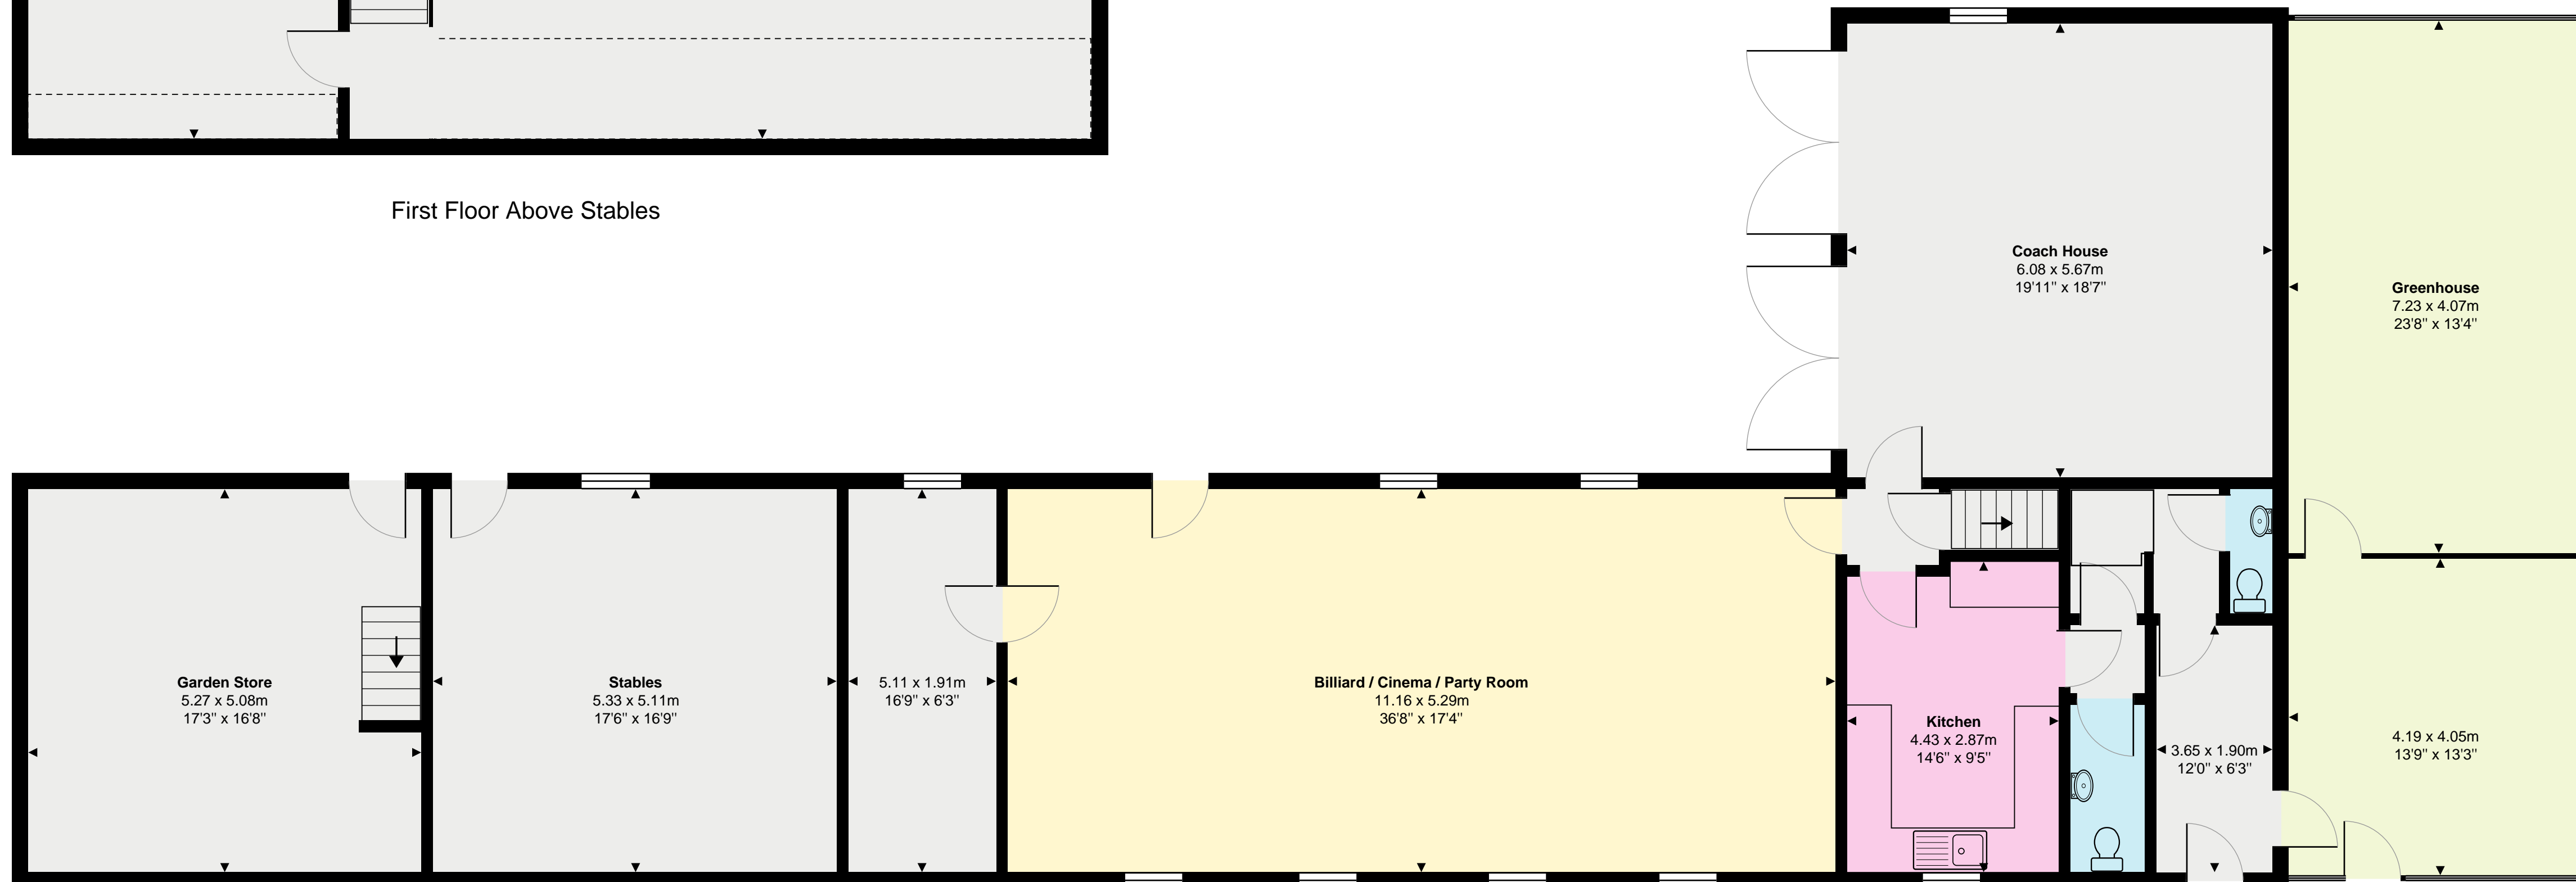 First Floor Above Stables
Coach House
6.08 x 5.67m
19'11" x 18'7"
Greenhouse
7.23 x 4.07m
23'8" x 13'4"
Garden Store
5.27 x 5.08m
17'3" x 16'8"
Stables
5.33 x 5.11m
17'6" x 16'9"
5.11 x 1.91m
16'9" x 6'3"
Billiard / Cinema / Party Room
11.16 x 5.29m
36'8" x 17'4"
Kitchen
4.43 x 2.87m
14'6" x 9'5"
3.65 x 1.90m
12'0" x 6'3"
4.19 x 4.05m
13'9" x 13'3"